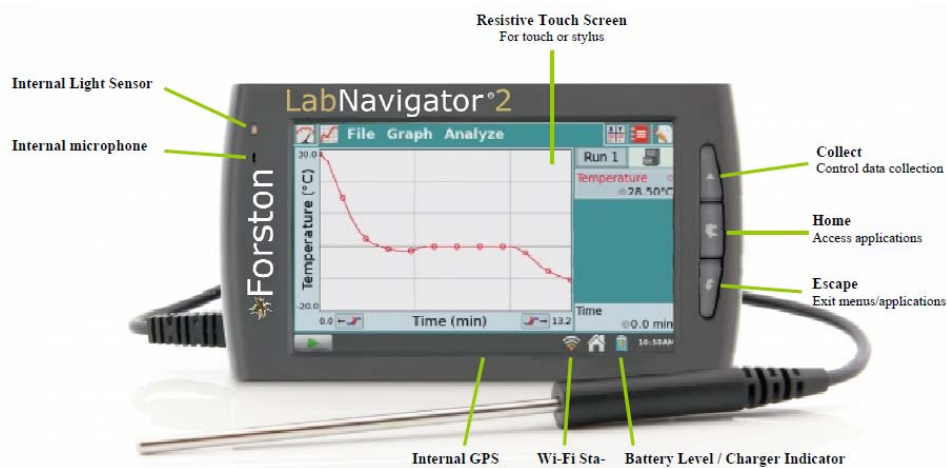 Resistive Touch Screen
For touch or stylus
Internal Light Sensor
LabNavigator®2
File Graph Analyze
Internal microphone
30.0
Run 1
Collect
Control data collection
Temperature
28.50°C
Temperature (°C)
Forston
Home
Access applications
Escape
Exit menus/applications
-20.0
Time
0.0
Time (min)
13.2
0.0 min
10:50AM
Internal GPS
Wi-Fi Sta-
Battery Level / Charger Indicator